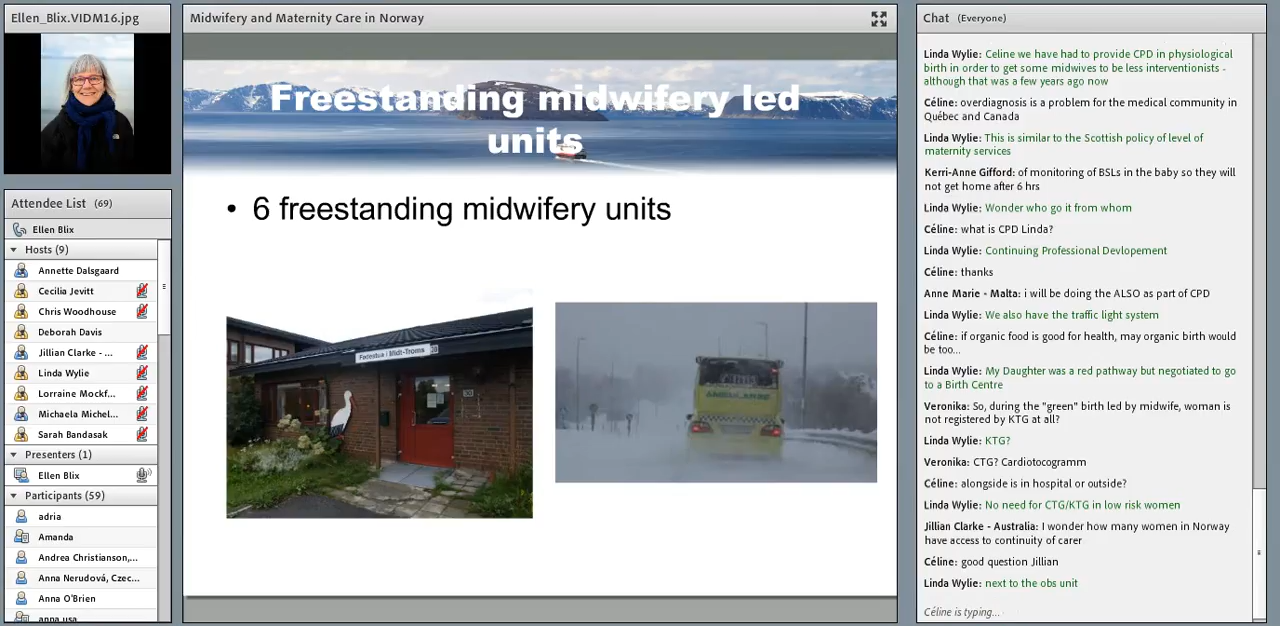 Ellen_Blix.VIDM16.jpg
Attendee List (69)
Ellen Blix
Hosts (9)
Annette Dalsgaard
Cecilia Jevitt
Chris Woodhouse
Deborah Davis
Jillian Clarke - ...
Linda Wylie
Lorraine Mockf...
Michaela Michel...
Sarah Bandasak
Presenters (1)
Ellen Blix
Participants (59)
adria
Amanda
Andrea Christianson,...
Anna Nerudová, Czec...
Anna O'Brien
anna usa
Midwifery and Maternity Care in Norway
Freestanding midwifery led
units
• 6 freestanding midwifery units
Fødestua i Midt-Troms
30
AMBULANSE
Chat (Everyone)
Linda Wylie: Celine we have had to provide CPD in physiological
birth in order to get some midwives to be less interventionists -
although that was a few years ago now
Céline: overdiagnosis is a problem for the medical community in
Québec and Canada
Linda Wylie: This is similar to the Scottish policy of level of
maternity services
Kerri-Anne Gifford: of monitoring of BSLs in the baby so they will
not get home after 6 hrs
Linda Wylie: Wonder who go it from whom
Céline: what is CPD Linda?
Linda Wylie: Continuing Professional Devlopement
Céline: thanks
Anne Marie - Malta: i will be doing the ALSO as part of CPD
Linda Wylie: We also have the traffic light system
Céline: if organic food is good for health, may organic birth would
be too...
Linda Wylie: My Daughter was a red pathway but negotiated to go
to a Birth Centre
Veronika: So, during the "green" birth led by midwife, woman is
not registered by KTG at all?
Linda Wylie: KTG?
Veronika: CTG? Cardiotocogramm
Céline: alongside is in hospital or outside?
Linda Wylie: No need for CTG/KTG in low risk women
Jillian Clarke - Australia: I wonder how many women in Norway
have access to continuity of carer
Céline: good question Jillian
Linda Wylie: next to the obs unit
Céline is typing...